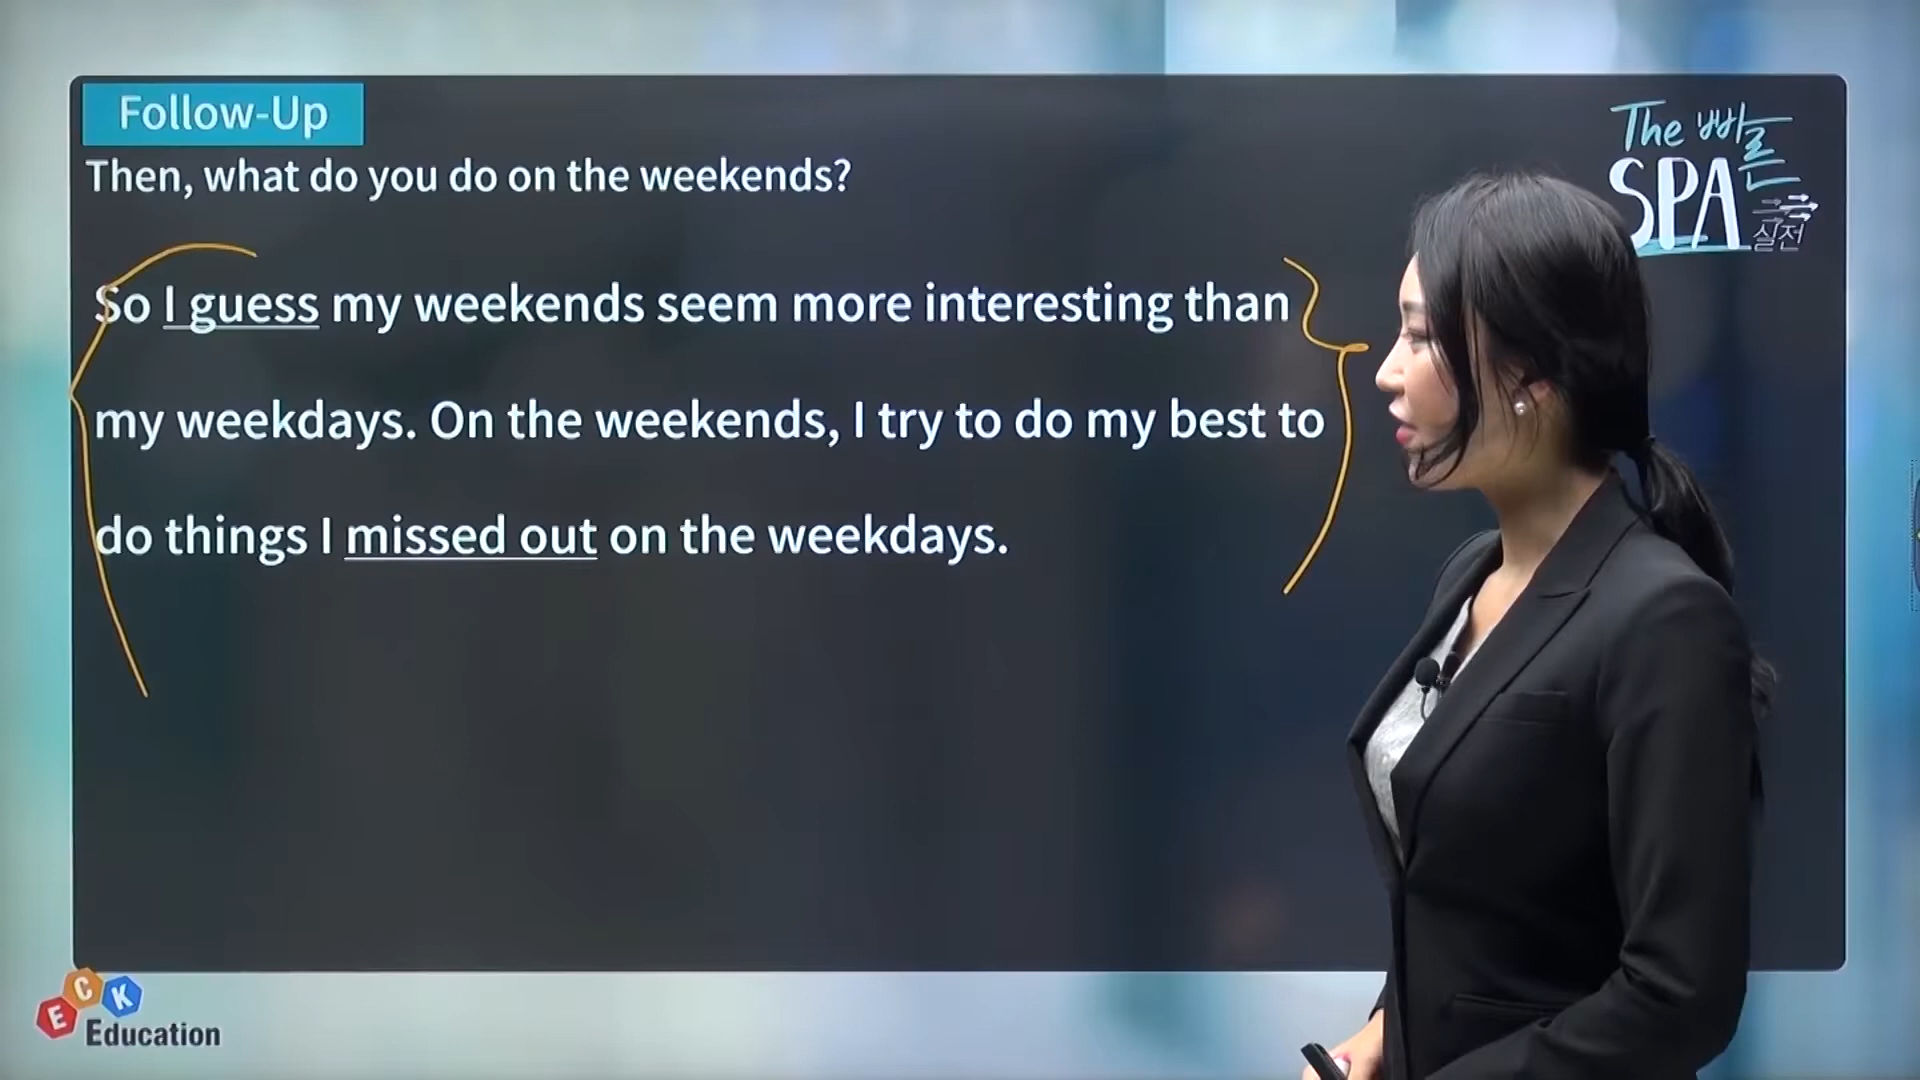 Follow-Up
The 빠른
SPA
실전
Then, what do you do on the weekends?
So I guess my weekends seem more interesting than
my weekdays. On the weekends, I try to do my best to
do things I missed out on the weekdays.
ECK
Education